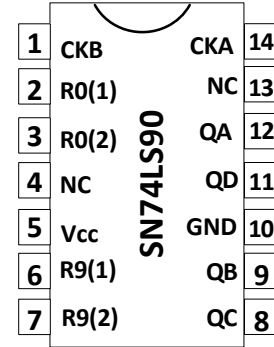 1 CKB CKA 14
2 R0(1) NC 13
3 R0(2) QA 12
4 NC QD 11
5 Vcc GND 10
6 R9(1) QB 9
7 R9(2) QC 8
SN74LS90